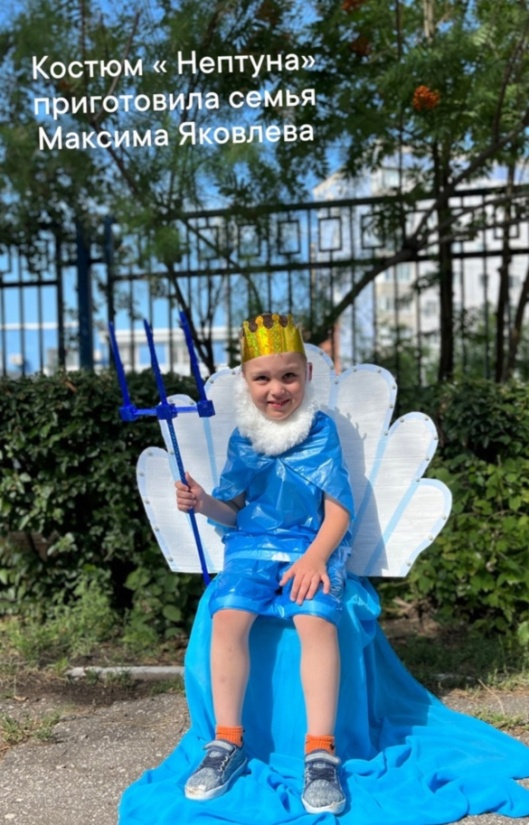 Костюм « Нептуна»
приготовила семья
Максима Яковлева